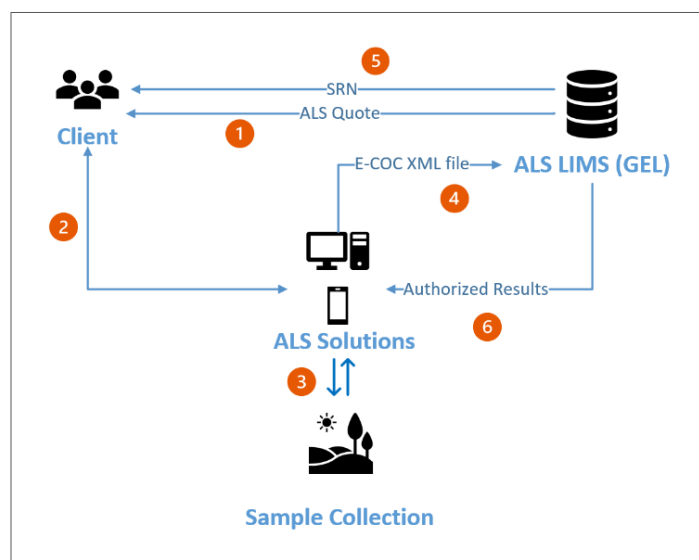 5
SRN
ALS Quote
1
Client
E-COC XML file
ALS LIMS (GEL)
4
2
Authorized Results
6
ALS Solutions
3
Sample Collection